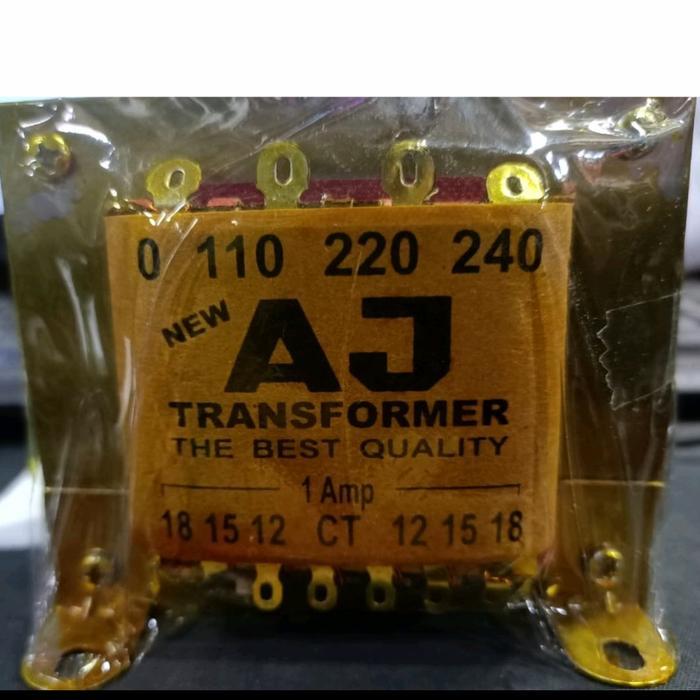 0 110 220 240
NEW
AJ
TRANSFORMER
THE BEST QUALITY
1 Amp
18 15 12 CT 12 15 18